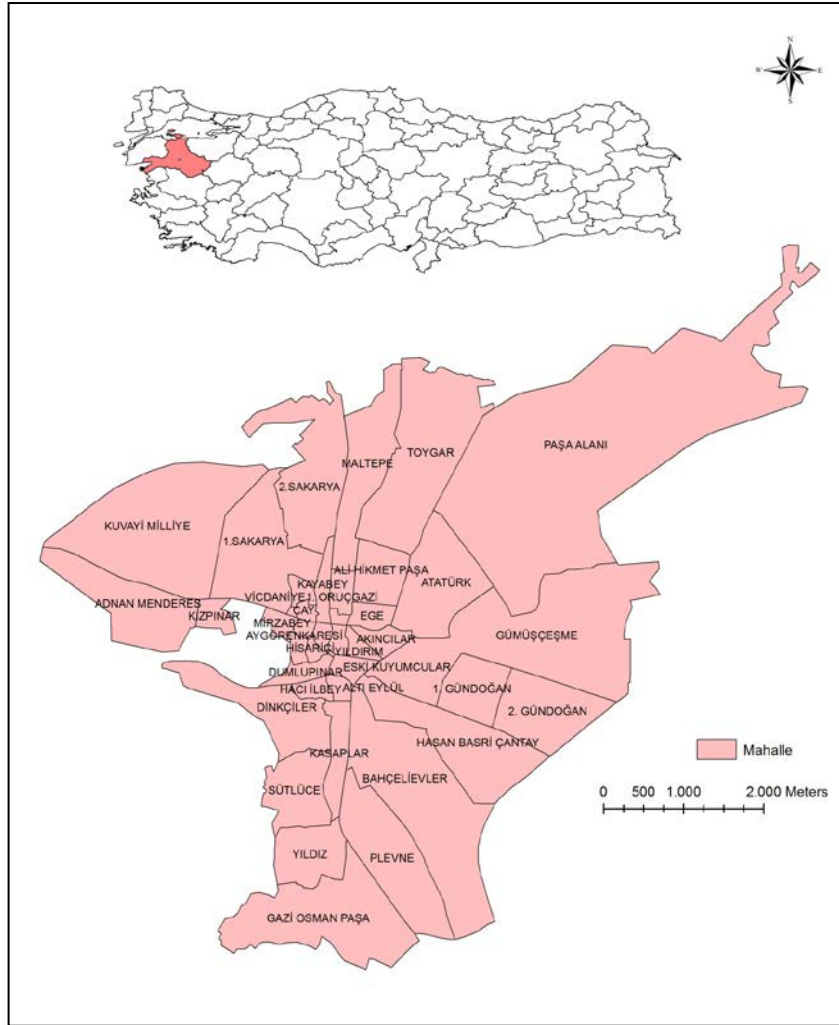 N
W E
S
PAŞA ALANI
TOYGAR
MALTEPE
2.SAKARYA
KUVAYİ MİLLİYE
1.SAKARYA
ALİ HİKMET PAŞA
ATATÜRK
KAYABEY
VİCDANİYE
1. ORUÇGAZİ
ADNAN MENDERES
KIZPINAR
ÇAY
EGE
MİRZABEY
GÜMÜŞÇEŞME
AYGÖREN
KARESİ
AKINCILAR
HİSARİÇİ
YILDIRIM
ESKİ KUYUMCULAR
DUMLUPINAR
HACI İLBEY
ALTI EYLÜL
1. GÜNDOĞAN
DİNKÇİLER
2. GÜNDOĞAN
HASAN BASRİ ÇANTAY
KASAPLAR
Mahalle
BAHÇELİEVLER
SÜTLÜCE
0 500 1.000 2.000 Meters
YILDIZ
PLEVNE
GAZİ OSMAN PAŞA